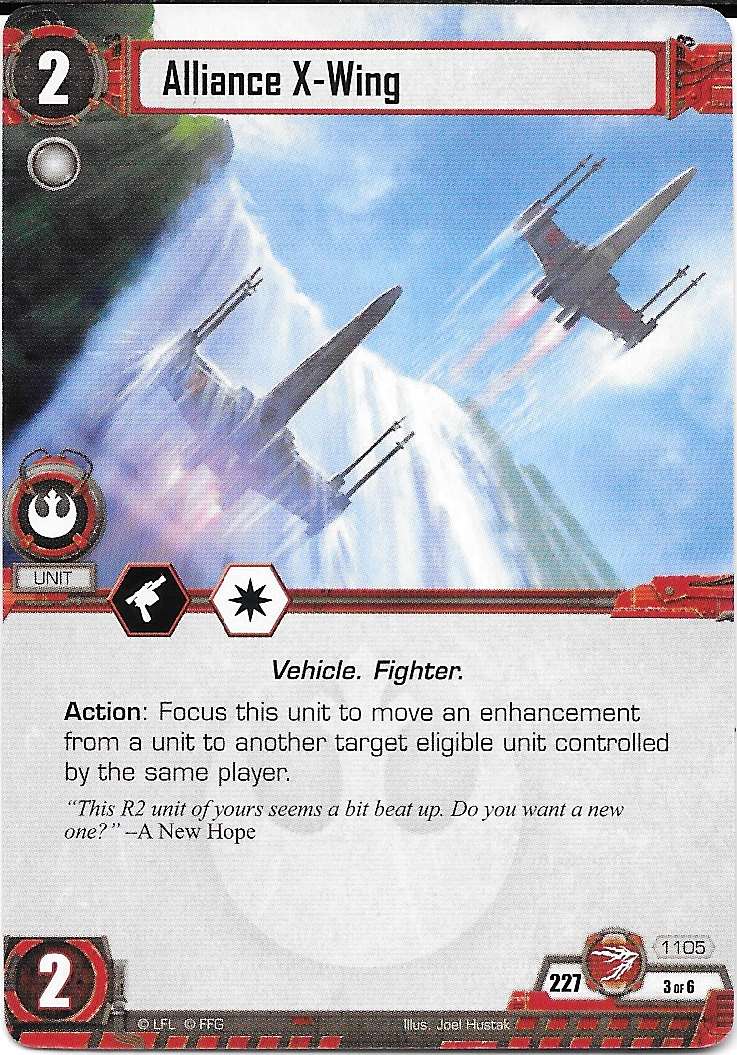 2
Alliance X-Wing
UNIT
Vehicle. Fighter.
Action: Focus this unit to move an enhancement
from a unit to another target eligible unit controlled
by the same player.
“This R2 unit of yours seems a bit beat up. Do you want a new
one?” –A New Hope
2
1105
227
3 OF 6
© LFL © FFG
Illus. Joel Hustak